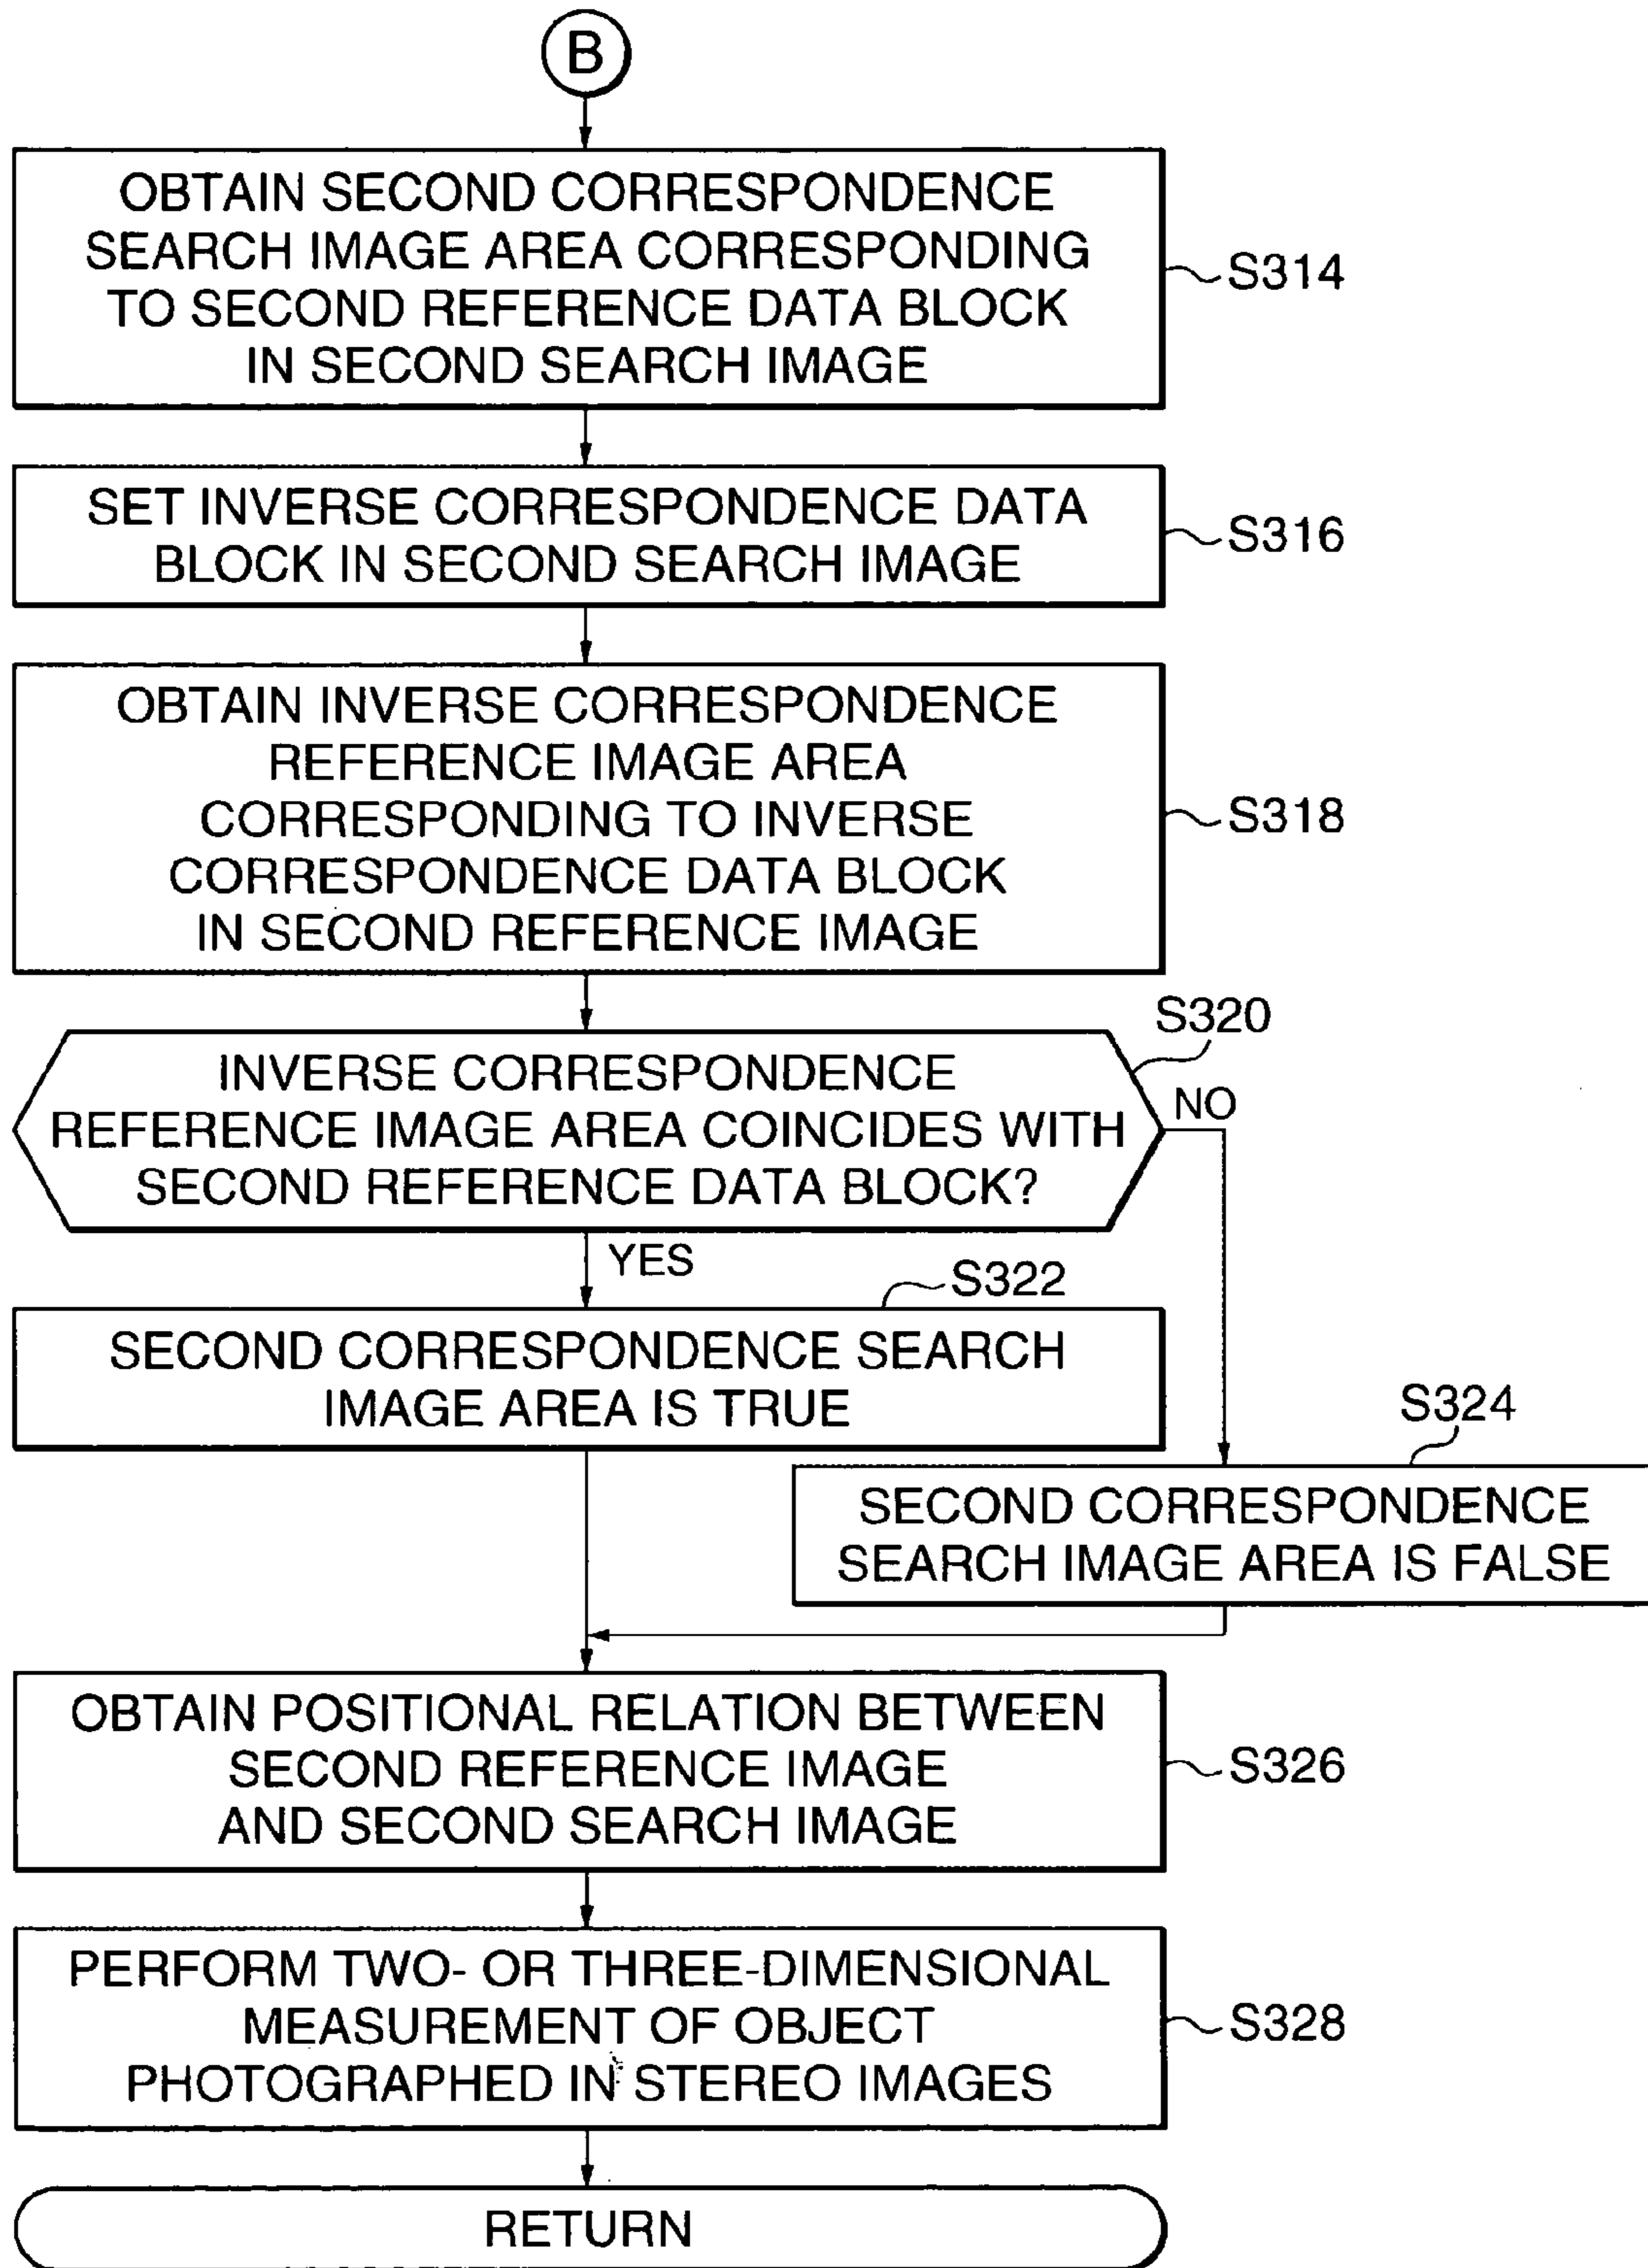 B
OBTAIN SECOND CORRESPONDENCE
SEARCH IMAGE AREA CORRESPONDING
TO SECOND REFERENCE DATA BLOCK
IN SECOND SEARCH IMAGE
S314
SET INVERSE CORRESPONDENCE DATA
BLOCK IN SECOND SEARCH IMAGE
S316
OBTAIN INVERSE CORRESPONDENCE
REFERENCE IMAGE AREA
CORRESPONDING TO INVERSE
CORRESPONDENCE DATA BLOCK
IN SECOND REFERENCE IMAGE
S318
S320
INVERSE CORRESPONDENCE
REFERENCE IMAGE AREA COINCIDES WITH
SECOND REFERENCE DATA BLOCK?
NO
YES
S322
SECOND CORRESPONDENCE SEARCH
IMAGE AREA IS TRUE
S324
SECOND CORRESPONDENCE
SEARCH IMAGE AREA IS FALSE
OBTAIN POSITIONAL RELATION BETWEEN
SECOND REFERENCE IMAGE
AND SECOND SEARCH IMAGE
S326
PERFORM TWO- OR THREE-DIMENSIONAL
MEASUREMENT OF OBJECT
PHOTOGRAPHED IN STEREO IMAGES
S328
RETURN